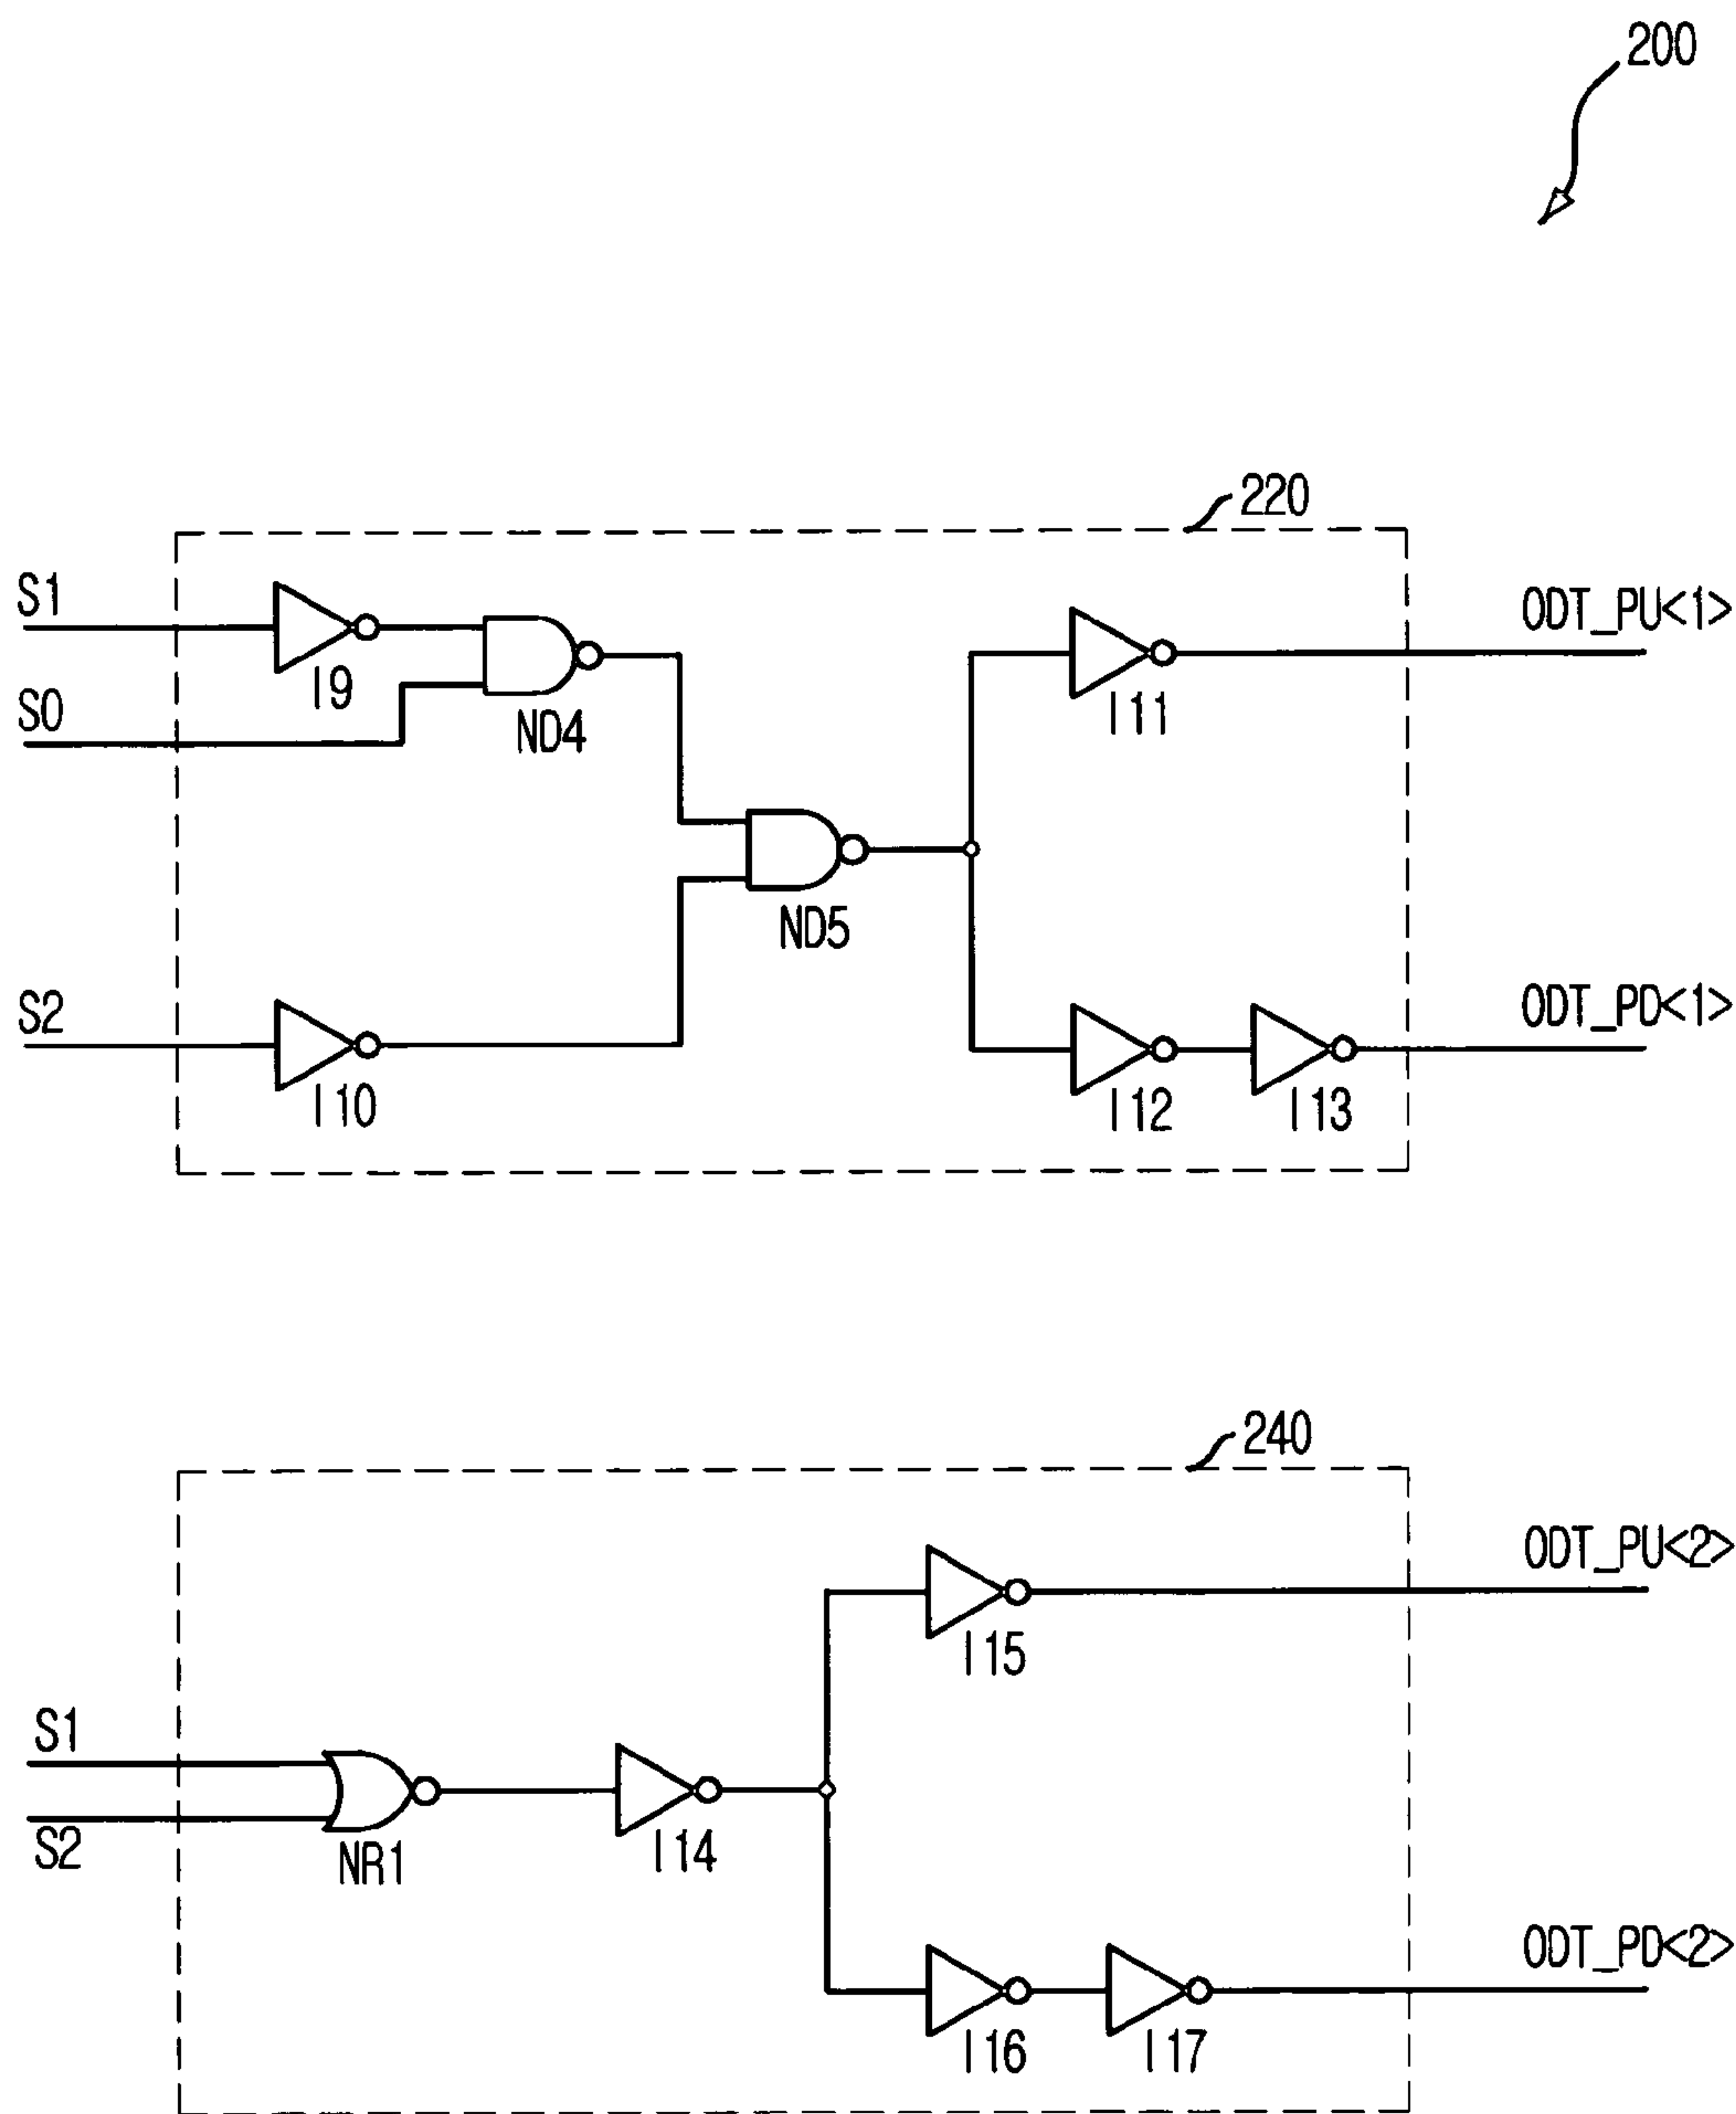 200
220
S1
ODT_PU<1>
I9
S0
ND4
I11
ND5
S2
ODT_PD<1>
I10
I12
I13
240
ODT_PU<2>
I15
S1
S2
NR1
I14
ODT_PD<2>
I16
I17